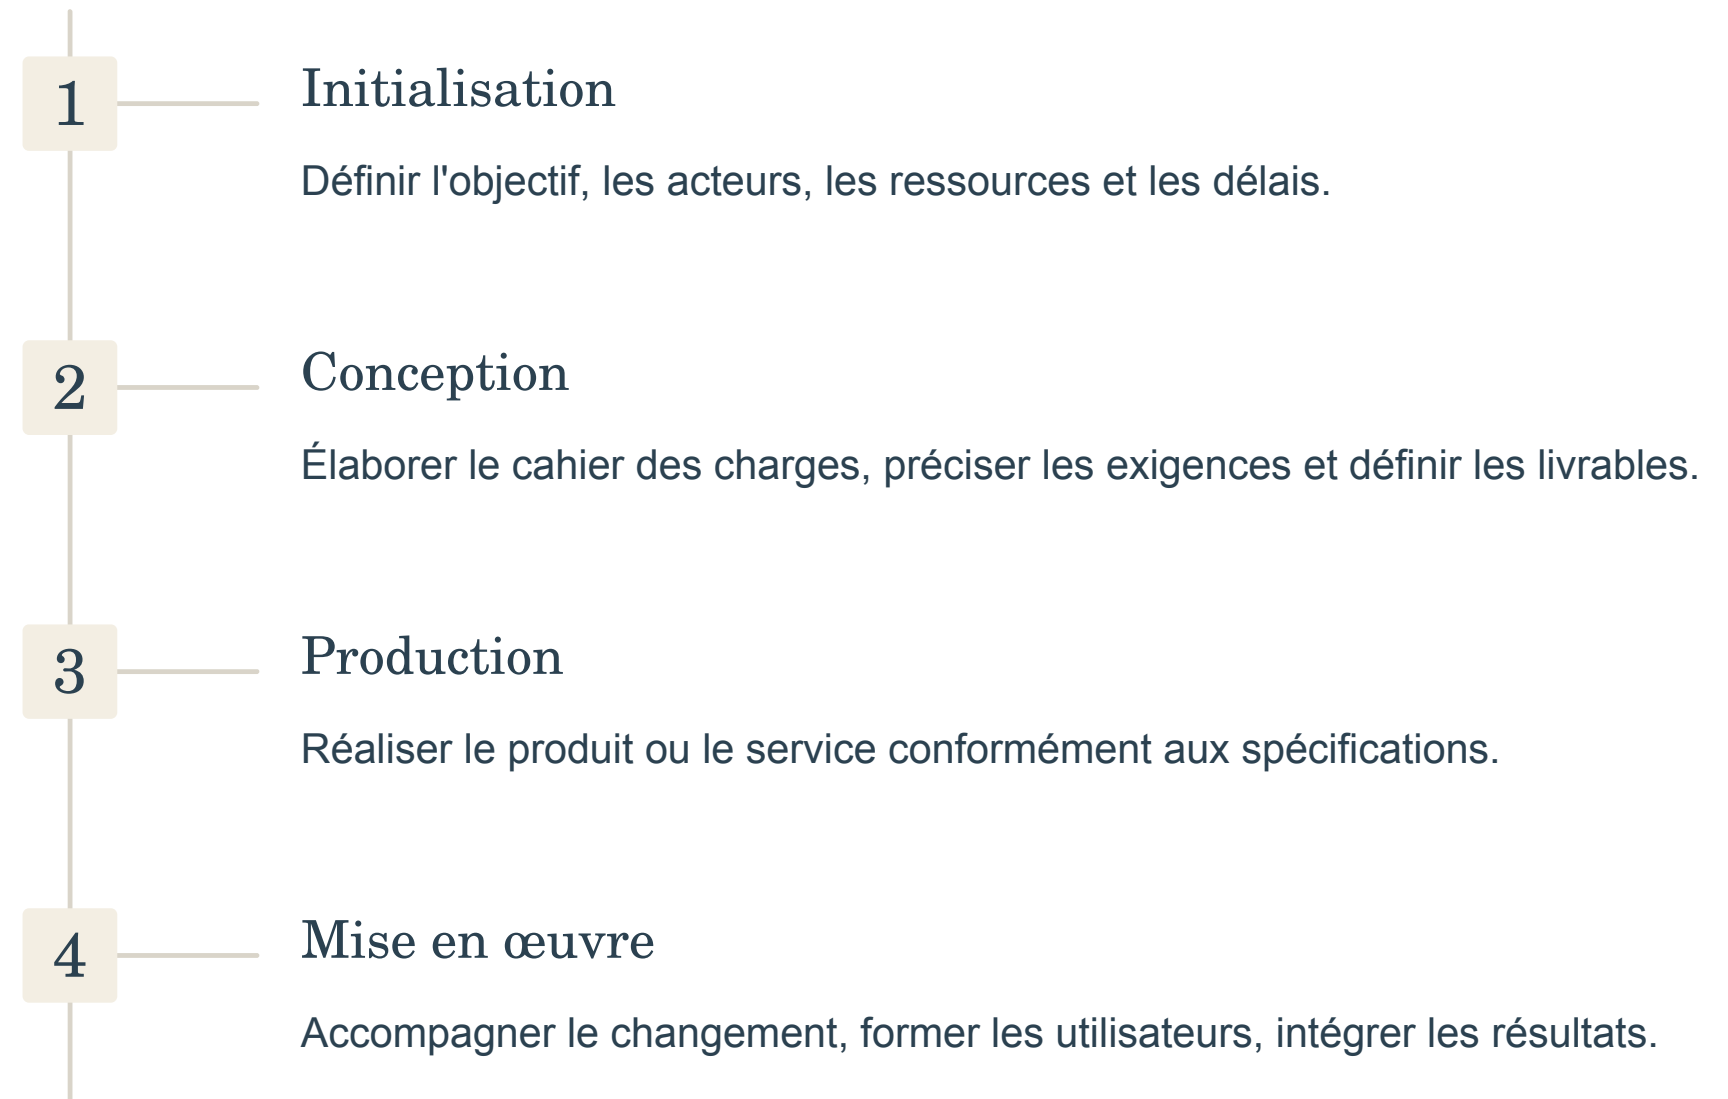 1
Initialisation
Définir l'objectif, les acteurs, les ressources et les délais.
2
Conception
Élaborer le cahier des charges, préciser les exigences et définir les livrables.
3
Production
Réaliser le produit ou le service conformément aux spécifications.
4
Mise en œuvre
Accompagner le changement, former les utilisateurs, intégrer les résultats.